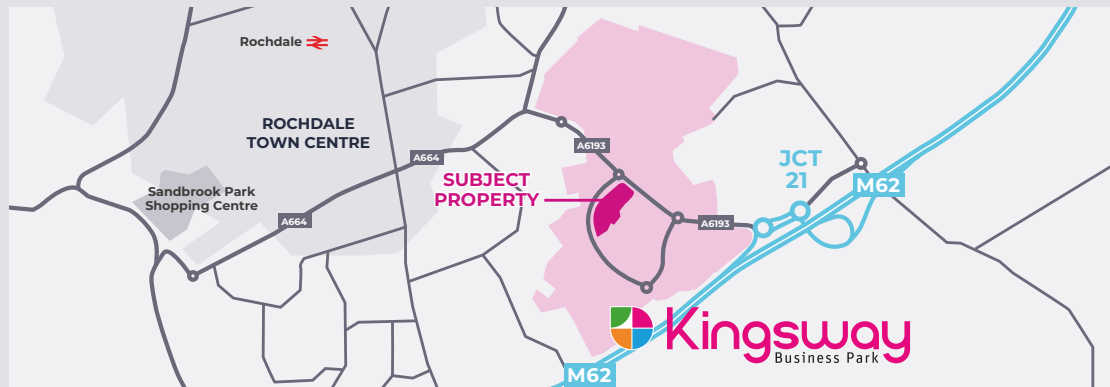 Rochdale
ROCHDALE
TOWN CENTRE
A6193
A664
JCT
21
SUBJECT
PROPERTY
M62
Sandbrook Park
Shopping Centre
A664
A6193
Kingsway
Business Park
M62